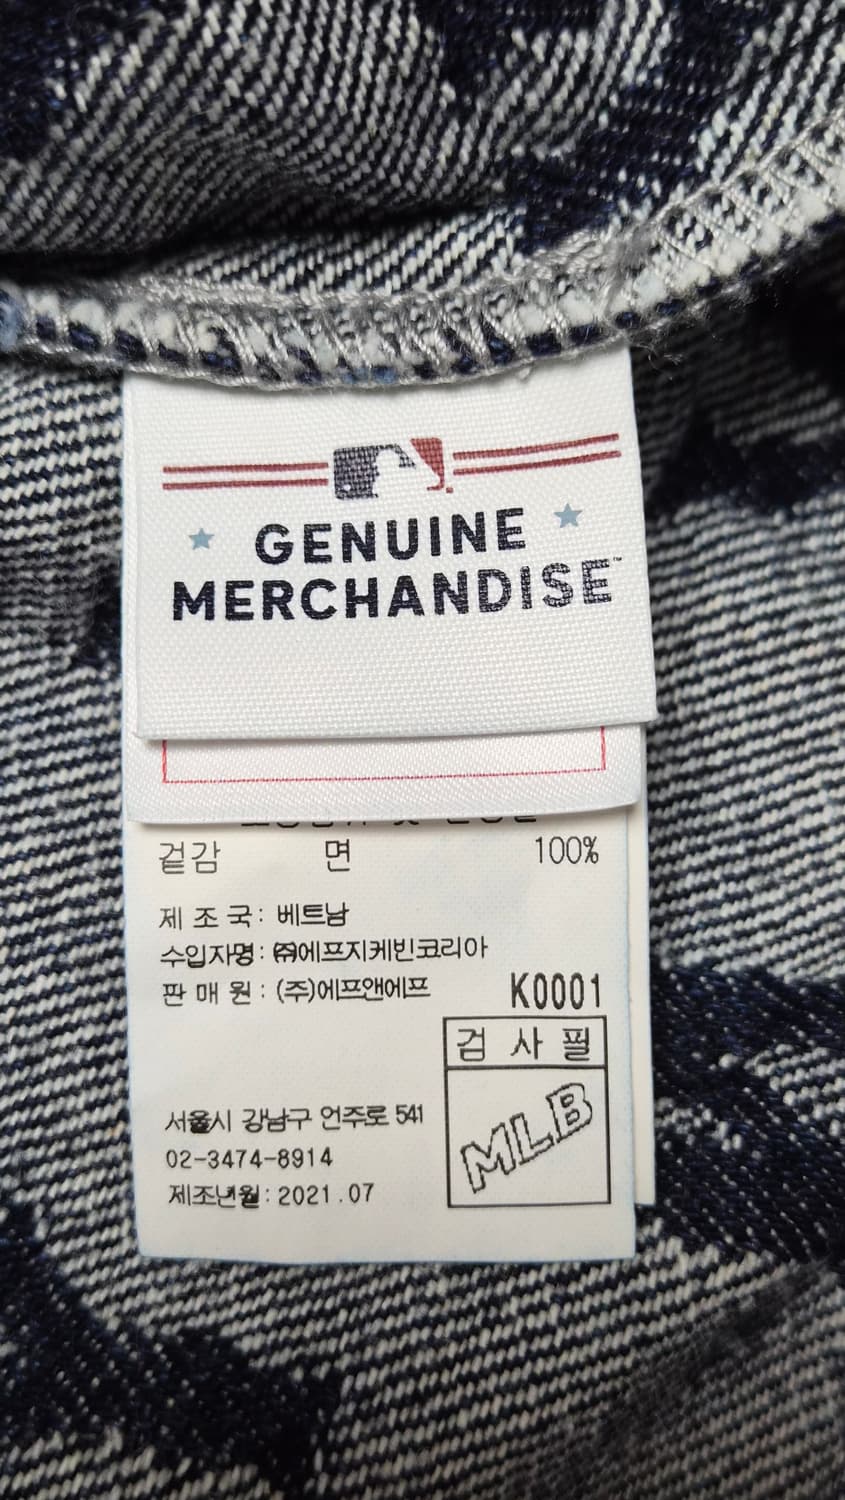 GENUINE
MERCHANDISE™
겉감 면 100%
제 조 국 : 베트남
수입자명 : ㈜에프지케빈코리아
판 매 원 : (주)에프앤에프
K0001
검 사 필
MLB
서울시 강남구 언주로 541
02-3474-8914
제조년월 : 2021.07